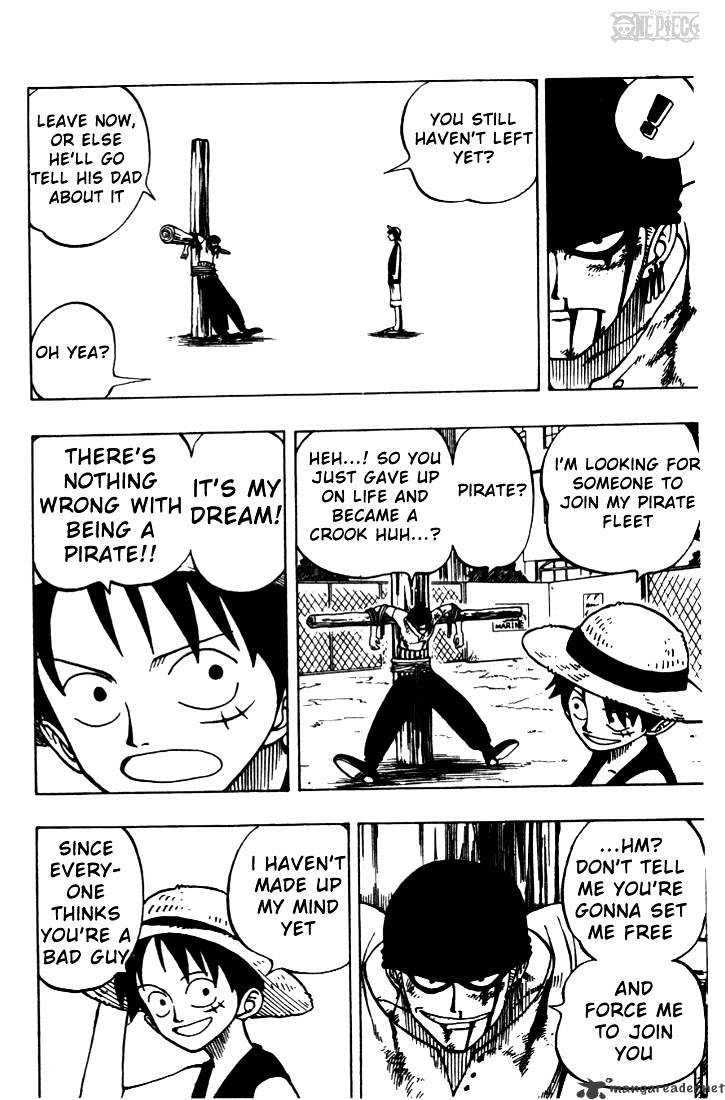 ONE PIECE
!
YOU STILL
HAVEN'T LEFT
YET?
LEAVE NOW,
OR ELSE
HE'LL GO
TELL HIS DAD
ABOUT IT
OH YEA?
I'M LOOKING FOR
SOMEONE TO
JOIN MY PIRATE
FLEET
PIRATE?
HEH...! SO YOU
JUST GAVE UP
ON LIFE AND
BECAME A
CROOK HUH...?
MARINE
IT'S MY
DREAM!
THERE'S
NOTHING
WRONG WITH
BEING A
PIRATE!!
...HM?
DON'T TELL
ME YOU'RE
GONNA SET
ME FREE
AND
FORCE ME
TO JOIN
YOU
I HAVEN'T
MADE UP
MY MIND
YET
SINCE
EVERY-
ONE
THINKS
YOU'RE A
BAD GUY
mangareader.net